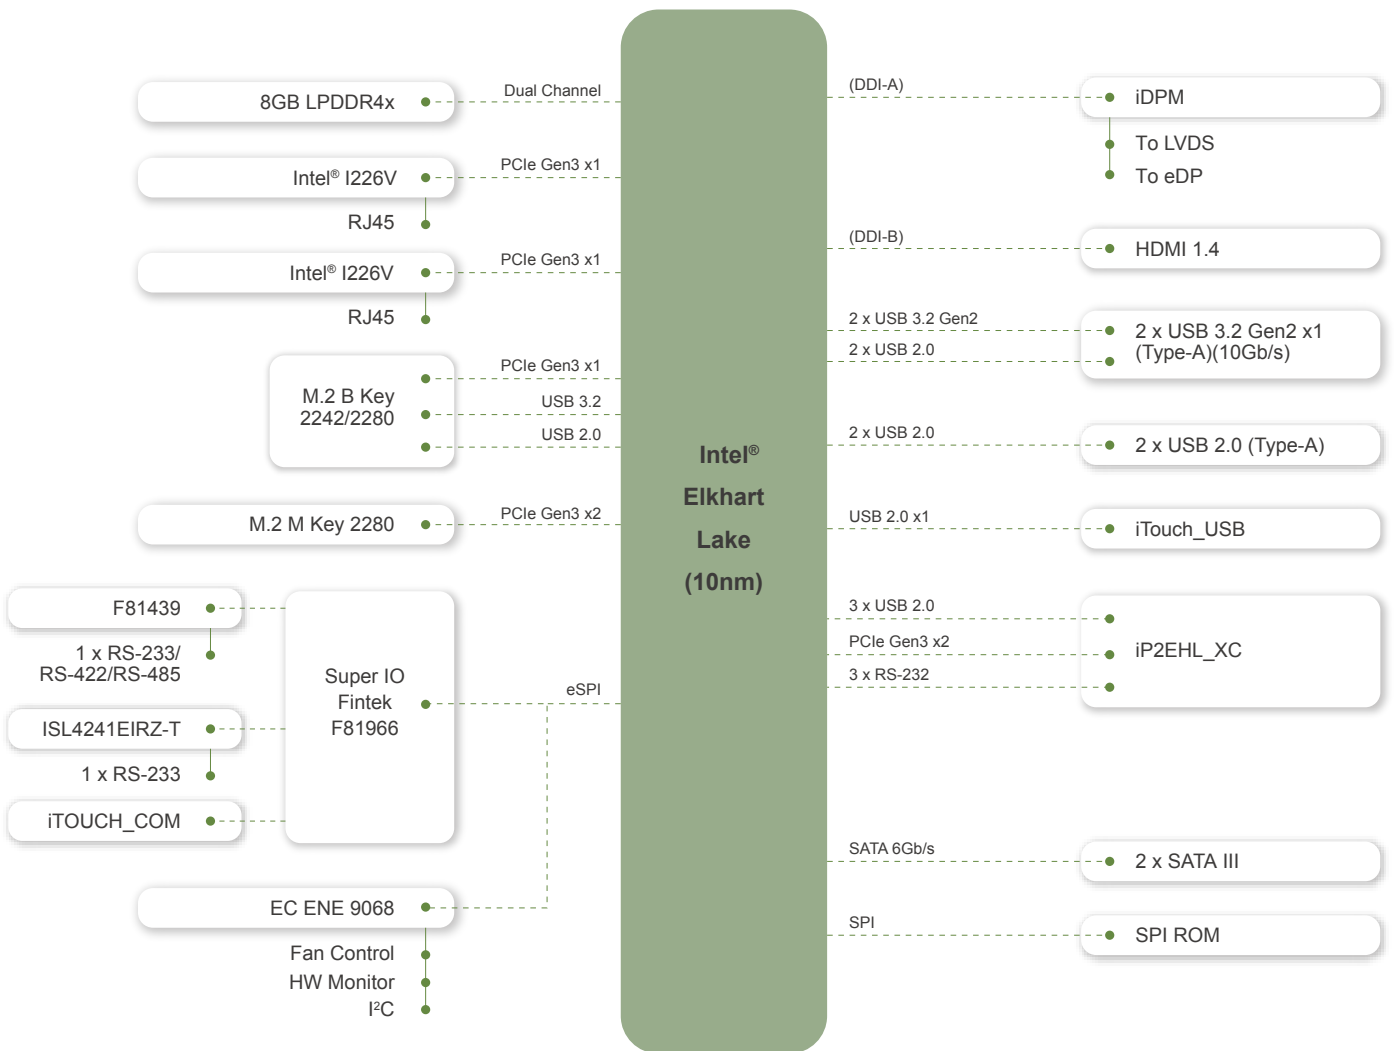 8GB LPDDR4x
Dual Channel
Intel® I226V
PCIe Gen3 x1
RJ45
Intel® I226V
PCIe Gen3 x1
RJ45
M.2 B Key
2242/2280
PCIe Gen3 x1
USB 3.2
USB 2.0
M.2 M Key 2280
PCIe Gen3 x2
F81439
1 x RS-233/
RS-422/RS-485
ISL4241EIRZ-T
1 x RS-233
iTOUCH_COM
Super IO
Fintek
F81966
eSPI
EC ENE 9068
Fan Control
HW Monitor
I²C
Intel®
Elkhart
Lake
(10nm)
(DDI-A)
iDPM
To LVDS
To eDP
(DDI-B)
HDMI 1.4
2 x USB 3.2 Gen2
2 x USB 2.0
2 x USB 3.2 Gen2 x1
(Type-A)(10Gb/s)
2 x USB 2.0
2 x USB 2.0 (Type-A)
USB 2.0 x1
iTouch_USB
3 x USB 2.0
PCIe Gen3 x2
3 x RS-232
iP2EHL_XC
SATA 6Gb/s
2 x SATA III
SPI
SPI ROM